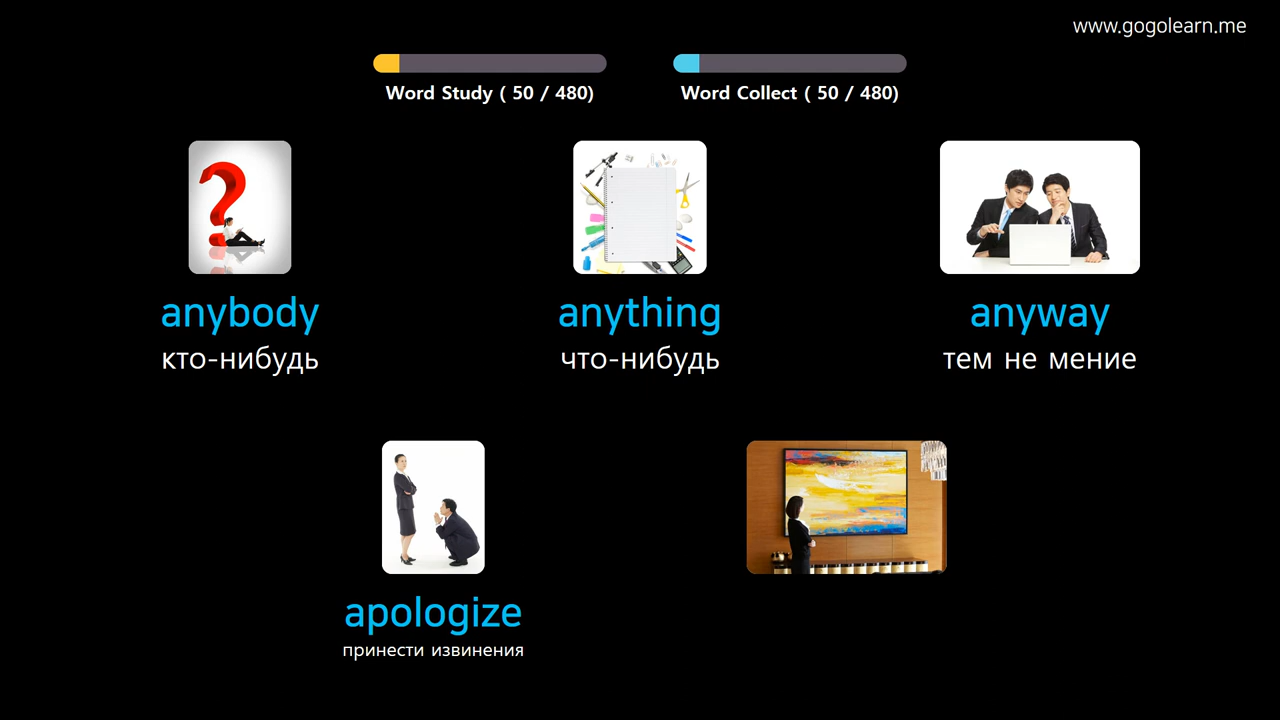 www.gogolearn.me
Word Study ( 50 / 480)
Word Collect ( 50 / 480)
anybody
кто-нибудь
anything
что-нибудь
anyway
тем не мение
apologize
принести извинения